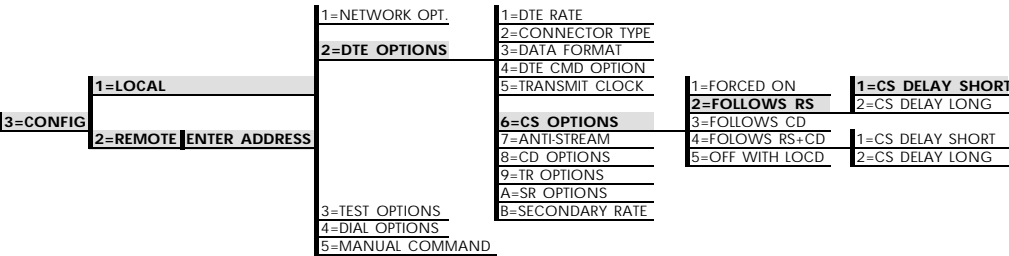 3=CONFIG
1=LOCAL
2=REMOTE ENTER ADDRESS
1=NETWORK OPT.
2=DTE OPTIONS
3=TEST OPTIONS
4=DIAL OPTIONS
5=MANUAL COMMAND
1=DTE RATE
2=CONNECTOR TYPE
3=DATA FORMAT
4=DTE CMD OPTION
5=TRANSMIT CLOCK
6=CS OPTIONS
7=ANTI-STREAM
8=CD OPTIONS
9=TR OPTIONS
A=SR OPTIONS
B=SECONDARY RATE
1=FORCED ON
2=FOLLOWS RS
3=FOLLOWS CD
4=FOLOWS RS+CD
5=OFF WITH LOCD
1=CS DELAY SHORT
2=CS DELAY LONG
1=CS DELAY SHORT
2=CS DELAY LONG